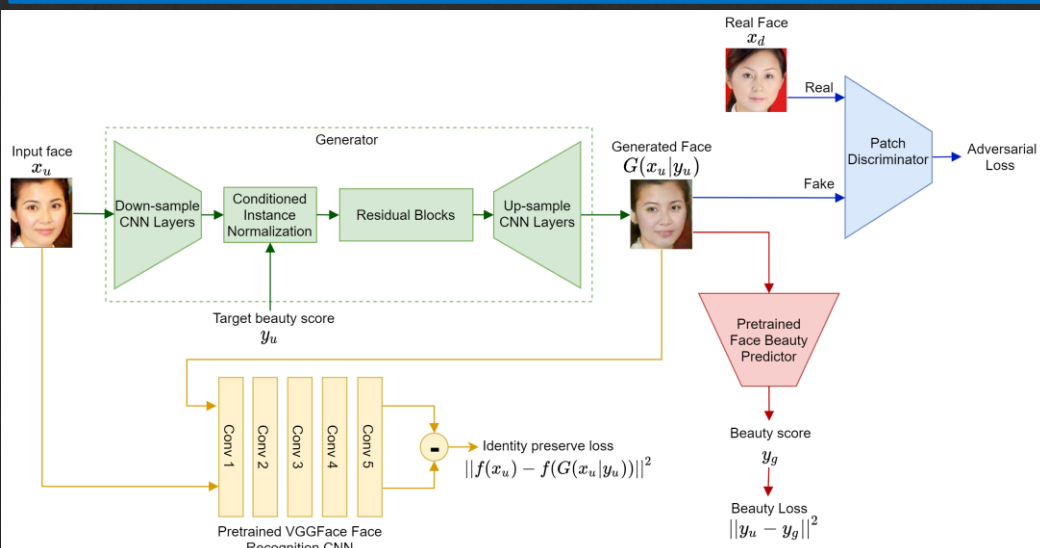 Real Face
x_d
Real
Generator
Generated Face
G(x_u|y_u)
Patch
Discriminator
Adversarial
Loss
Input face
x_u
Fake
Down-sample
CNN Layers
Conditioned
Instance
Normalization
Residual Blocks
Up-sample
CNN Layers
Target beauty score
y_u
Pretrained
Face Beauty
Predictor
Conv 1
Conv 2
Conv 3
Conv 4
Conv 5
-
Identity preserve loss
||f(x_u) − f(G(x_u|y_u))||²
Beauty score
y_g
Beauty Loss
||y_u − y_g||²
Pretrained VGGFace Face
Recognition CNN